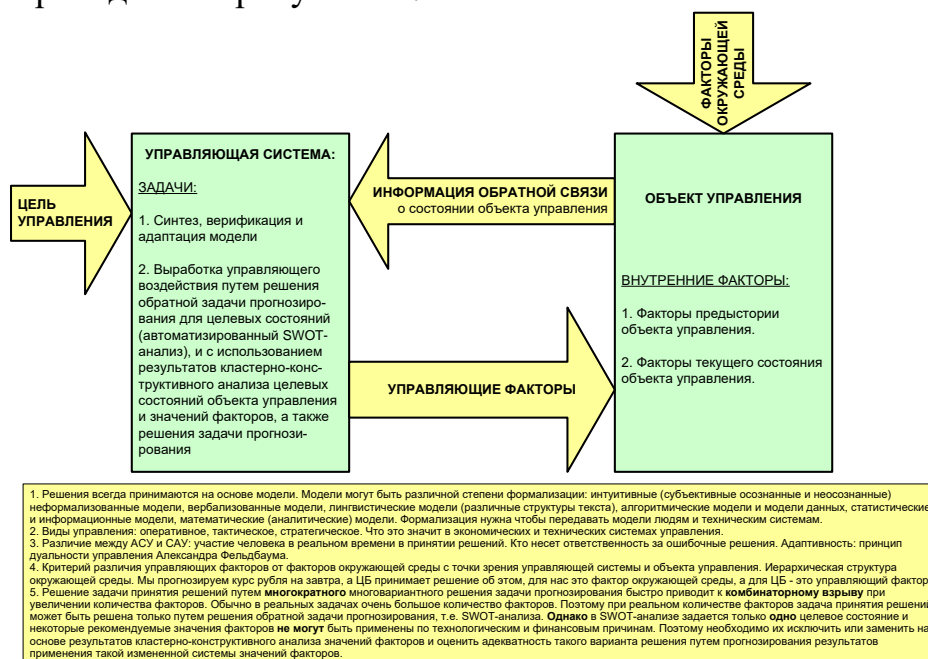 ФАКТОРЫ
ОКРУЖАЮЩЕЙ
СРЕДЫ
ЦЕЛЬ
УПРАВЛЕНИЯ
УПРАВЛЯЮЩАЯ СИСТЕМА:
ЗАДАЧИ:
1. Синтез, верификация и
адаптация модели
2. Выработка управляющего
воздействия путем решения
обратной задачи прогнозиро-
вания для целевых состояний
(автоматизированный SWOT-
анализ), и с использованием
результатов кластерно-конс-
труктивного анализа целевых
состояний объекта управления
и значений факторов, а также
решения задачи прогнози-
рования
ИНФОРМАЦИЯ ОБРАТНОЙ СВЯЗИ
о состоянии объекта управления
УПРАВЛЯЮЩИЕ ФАКТОРЫ
ОБЪЕКТ УПРАВЛЕНИЯ
ВНУТРЕННИЕ ФАКТОРЫ:
1. Факторы предыстории
объекта управления.
2. Факторы текущего состояния
объекта управления.
1. Решения всегда принимаются на основе модели. Модели могут быть различной степени формализации: интуитивные (субъективные осознанные и неосознанные)
неформализованные модели, вербализованные модели, лингвистические модели (различные структуры текста), алгоритмические модели и модели данных, статистические
и информационные модели, математические (аналитические) модели. Формализация нужна чтобы передавать модели людям и техническим системам.
2. Виды управления: оперативное, тактическое, стратегическое. Что это значит в экономических и технических системах управления.
3. Различие между АСУ и САУ: участие человека в реальном времени в принятии решений. Кто несет ответственность за ошибочные решения. Адаптивность: принцип
дуальности управления Александра Фельдбаума.
4. Критерий различия управляющих факторов от факторов окружающей среды с точки зрения управляющей системы и объекта управления. Иерархическая структура
окружающей среды. Мы прогнозируем курс рубля на завтра, а ЦБ принимает решение об этом, для нас это фактор окружающей среды, а для ЦБ - это управляющий фактор
5. Решение задачи принятия решений путем многократного многовариантного решения задачи прогнозирования быстро приводит к комбинаторному взрыву при
увеличении количества факторов. Обычно в реальных задачах очень большое количество факторов. Поэтому при реальном количестве факторов задача принятия решений
может быть решена только путем решения обратной задачи прогнозирования, т.е. SWOT-анализа. Однако в SWOT-анализе задается только одно целевое состояние и
некоторые рекомендуемые значения факторов не могут быть применены по технологическим и финансовым причинам. Поэтому необходимо их исключить или заменить на
основе результатов кластерно-конструктивного анализа значений факторов и оценить адекватность такого варианта решения путем прогнозирования результатов
применения такой измененной системы значений факторов.